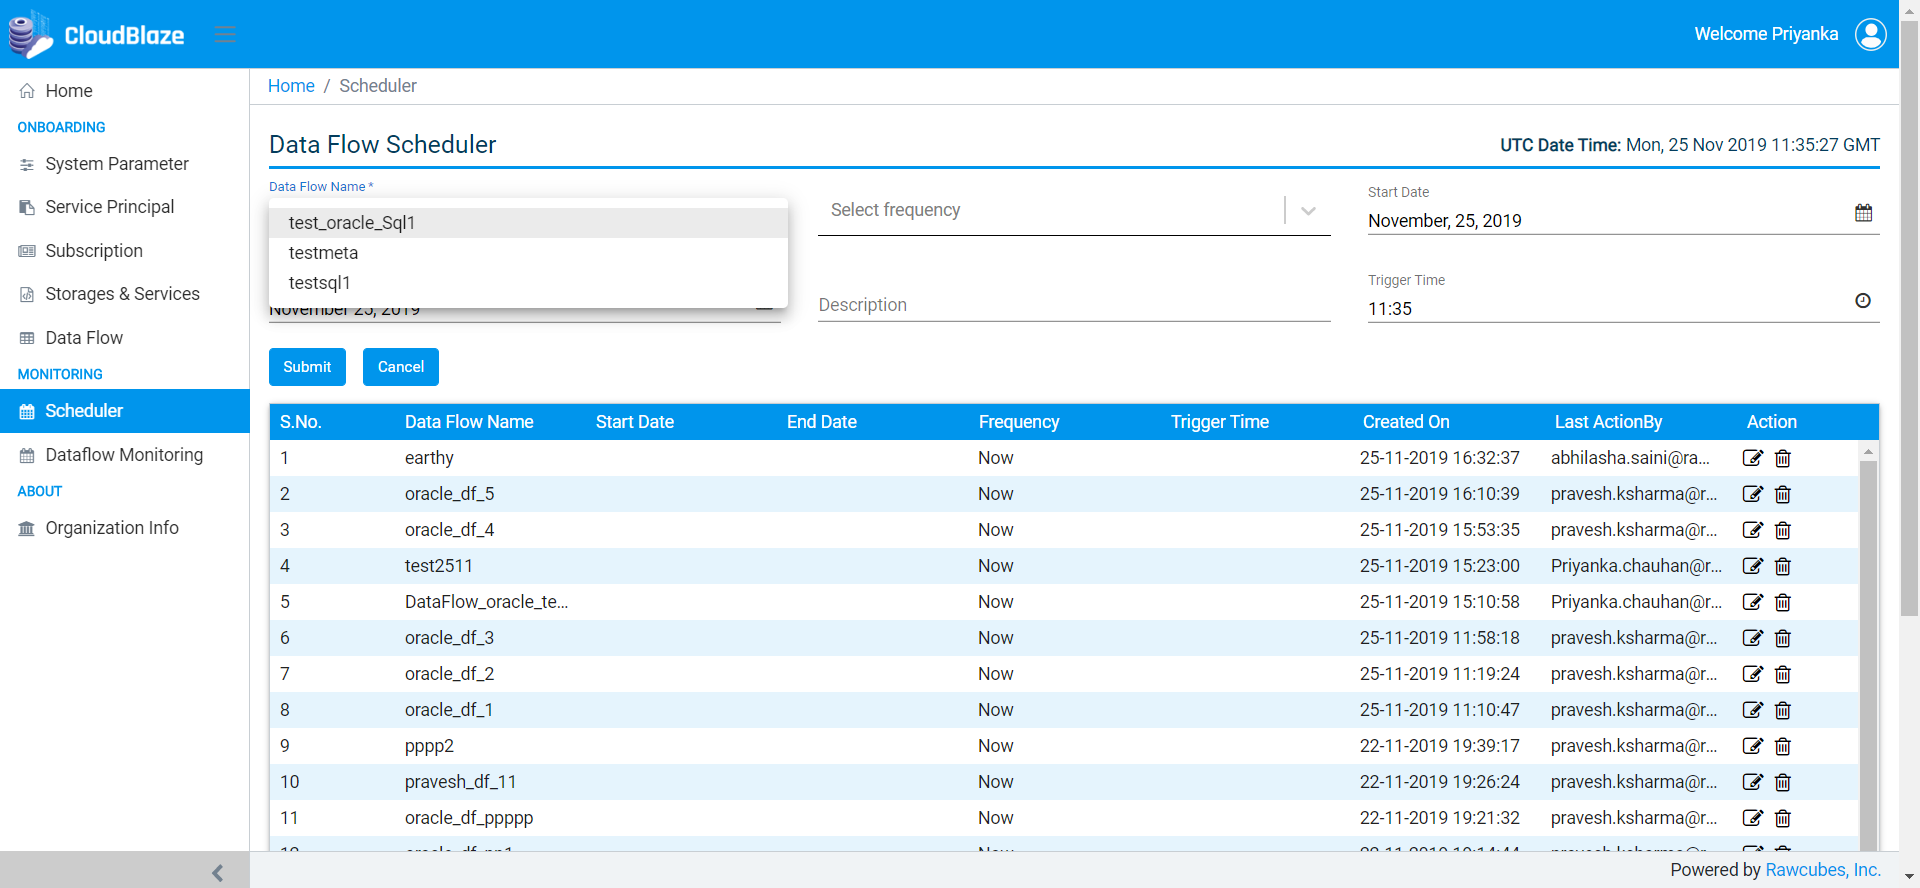 CloudBlaze
Welcome Priyanka
Home
ONBOARDING
System Parameter
Service Principal
Subscription
Storages & Services
Data Flow
MONITORING
Scheduler
Dataflow Monitoring
ABOUT
Organization Info
Home / Scheduler
Data Flow Scheduler
UTC Date Time: Mon, 25 Nov 2019 11:35:27 GMT
Data Flow Name *
test_oracle_Sql1
testmeta
testsql1
Select frequency
Start Date
November, 25, 2019
November 25, 2019
Description
Trigger Time
11:35
Submit Cancel
S.No. Data Flow Name Start Date End Date Frequency Trigger Time Created On Last ActionBy Action
1 earthy Now 25-11-2019 16:32:37 abhilasha.saini@ra...
2 oracle_df_5 Now 25-11-2019 16:10:39 pravesh.ksharma@r...
3 oracle_df_4 Now 25-11-2019 15:53:35 pravesh.ksharma@r...
4 test2511 Now 25-11-2019 15:23:00 Priyanka.chauhan@r...
5 DataFlow_oracle_te... Now 25-11-2019 15:10:58 Priyanka.chauhan@r...
6 oracle_df_3 Now 25-11-2019 11:58:18 pravesh.ksharma@r...
7 oracle_df_2 Now 25-11-2019 11:19:24 pravesh.ksharma@r...
8 oracle_df_1 Now 25-11-2019 11:10:47 pravesh.ksharma@r...
9 pppp2 Now 22-11-2019 19:39:17 pravesh.ksharma@r...
10 pravesh_df_11 Now 22-11-2019 19:26:24 pravesh.ksharma@r...
11 oracle_df_ppppp Now 22-11-2019 19:21:32 pravesh.ksharma@r...
Powered by Rawcubes, Inc.